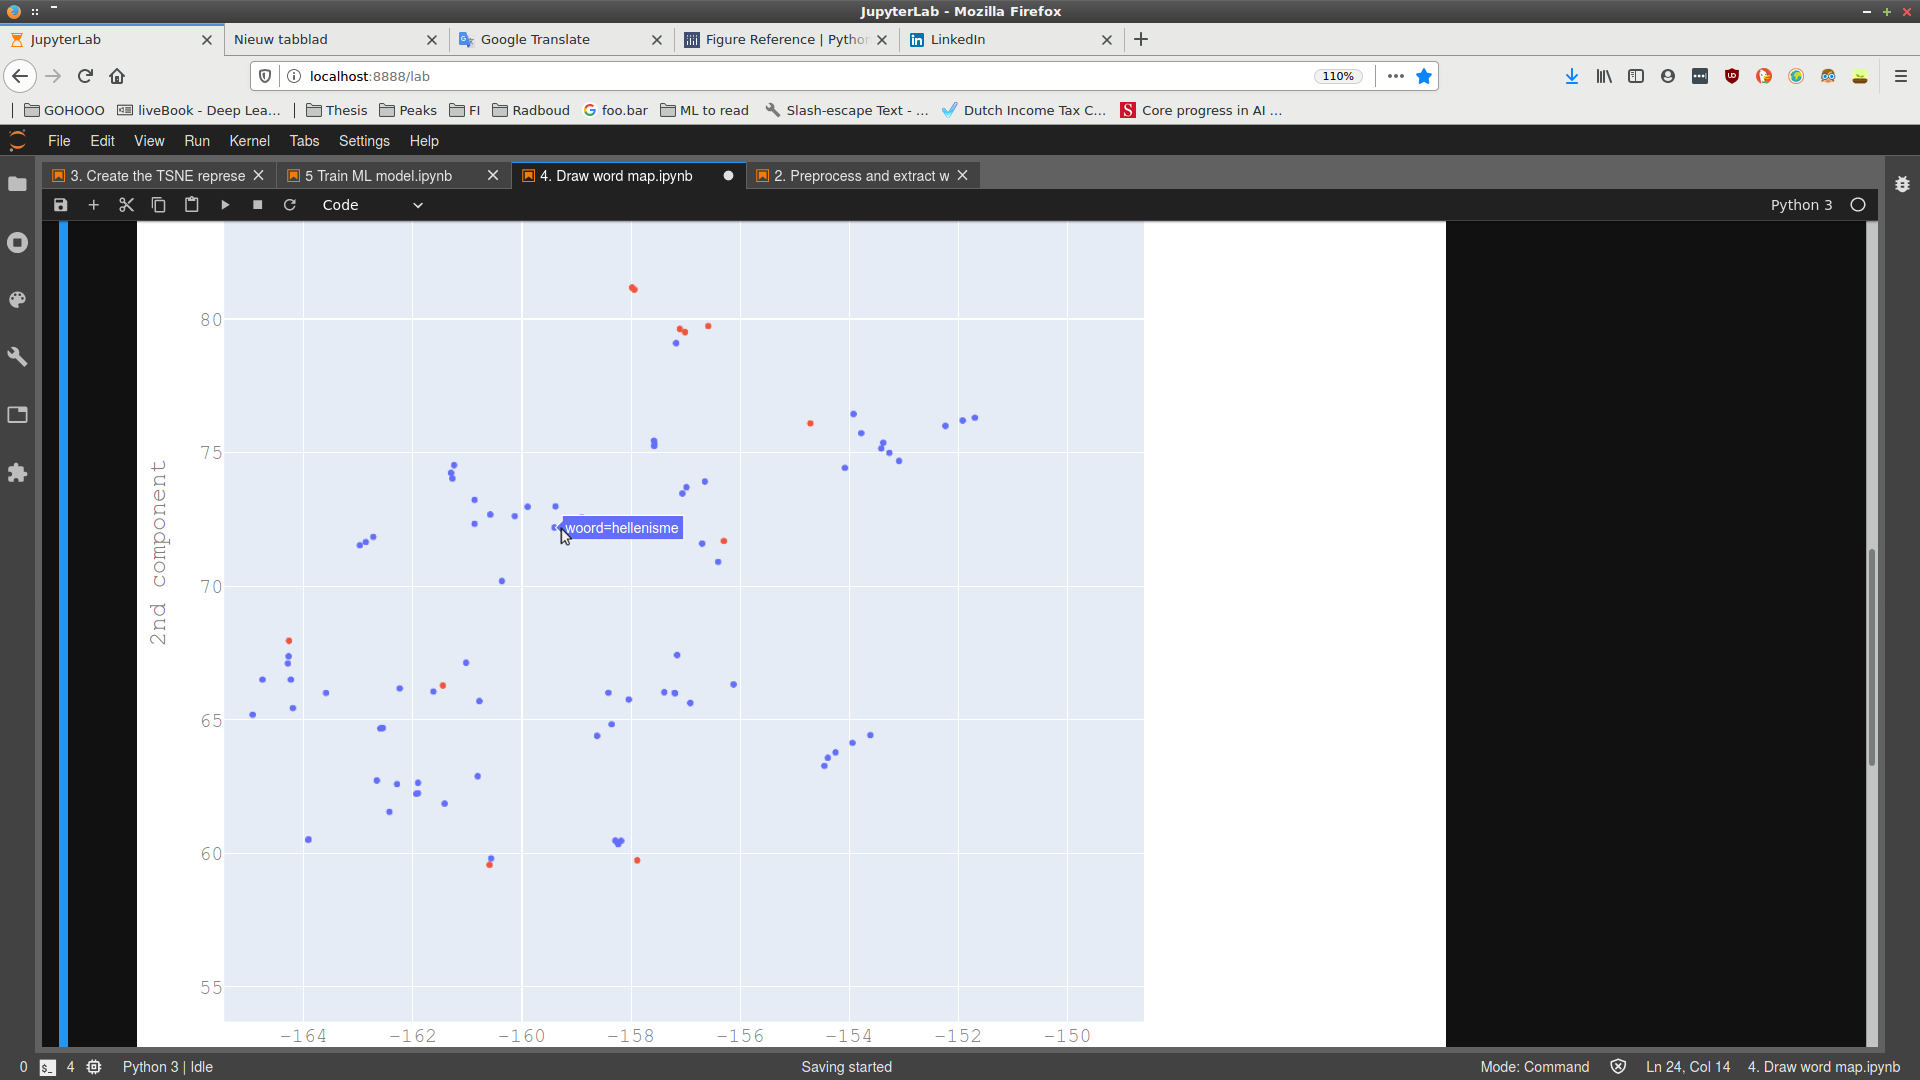 JupyterLab - Mozilla Firefox
JupyterLab
Nieuw tabblad
Google Translate
Figure Reference | Pytho
LinkedIn
localhost:8888/lab
110%
GOHOOO
liveBook - Deep Lea...
Thesis
Peaks
FI
Radboud
foo.bar
ML to read
Slash-escape Text - ...
Dutch Income Tax C...
Core progress in AI ...
File
Edit
View
Run
Kernel
Tabs
Settings
Help
3. Create the TSNE represe
5 Train ML model.ipynb
4. Draw word map.ipynb
2. Preprocess and extract w
Code
Python 3
80
75
70
65
60
55
2nd component
woord=hellenisme
−164
−162
−160
−158
−156
−154
−152
−150
0
$_
4
Python 3 | Idle
Saving started
Mode: Command
Ln 24, Col 14
4. Draw word map.ipynb